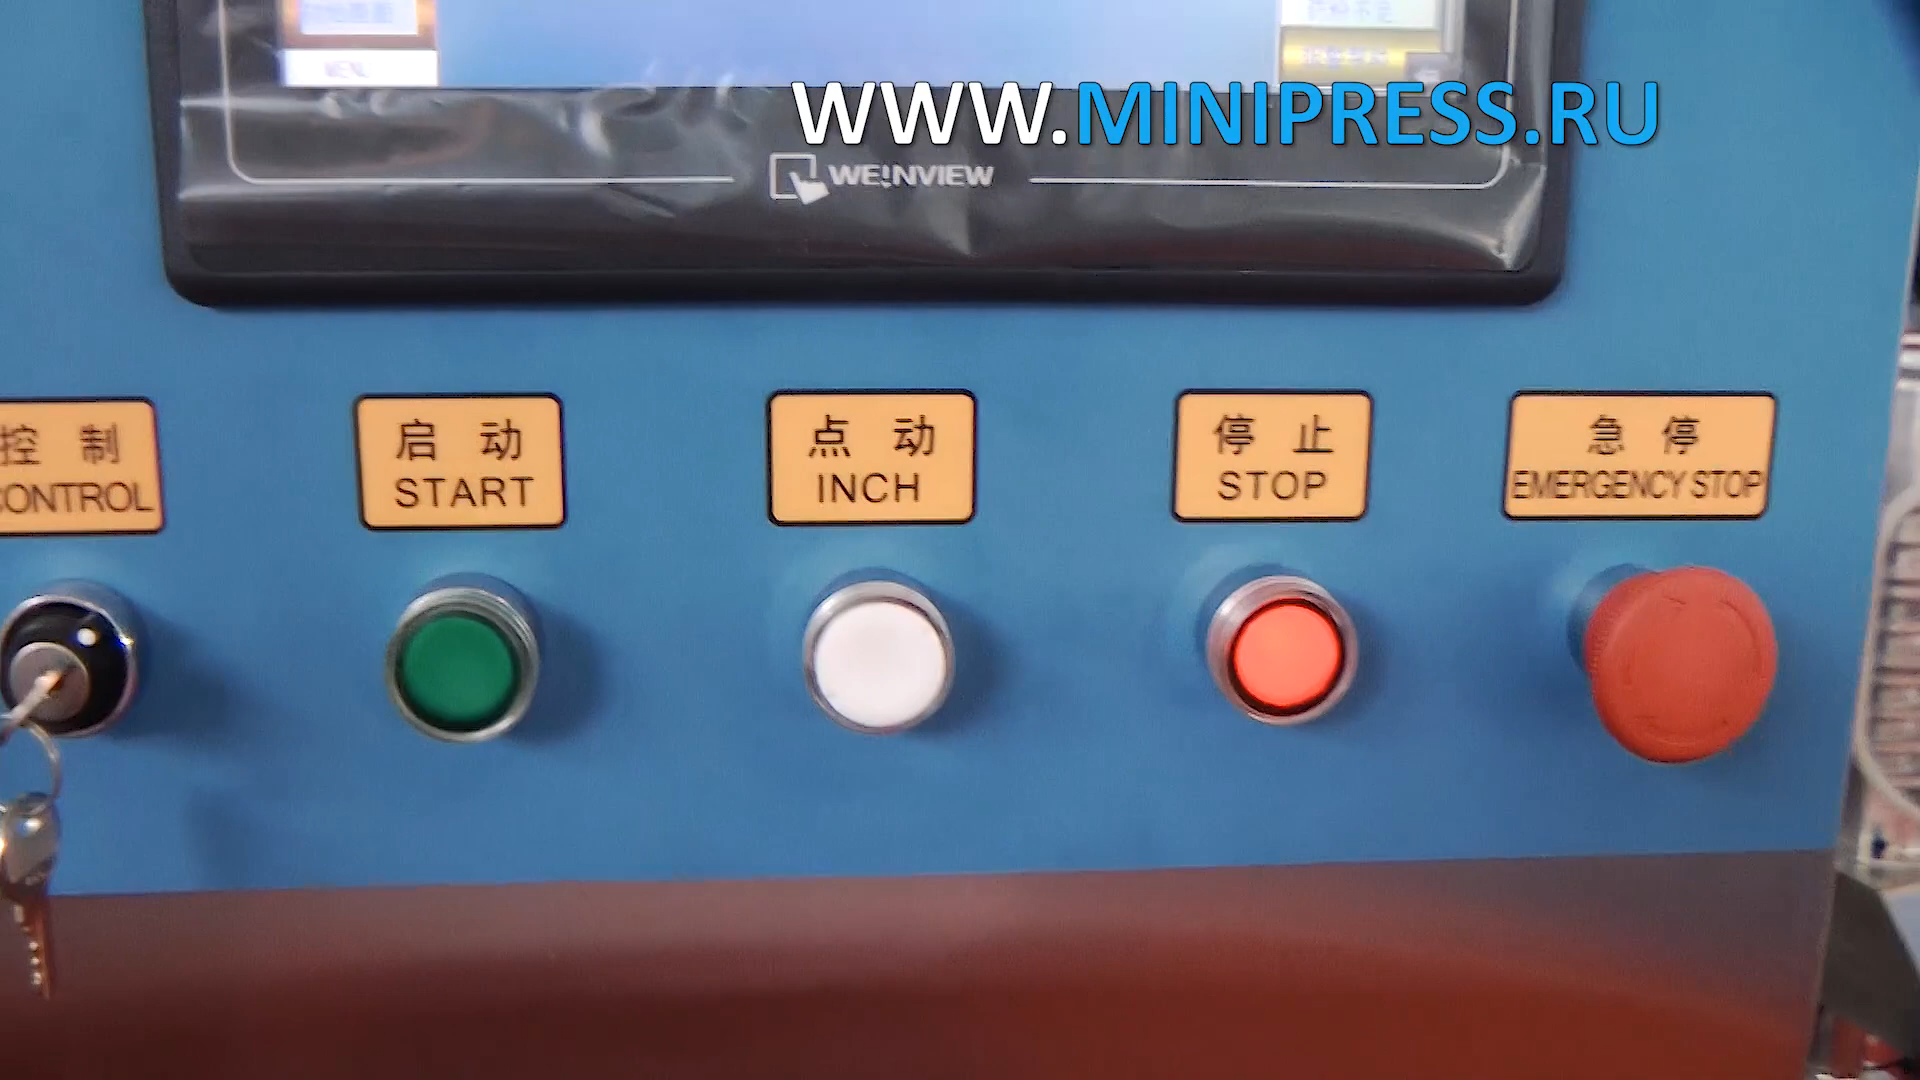 MENU
WWW.MINIPRESS.RU
WEINVIEW
控 制
CONTROL
启 动
START
点 动
INCH
停 止
STOP
急 停
EMERGENCY STOP